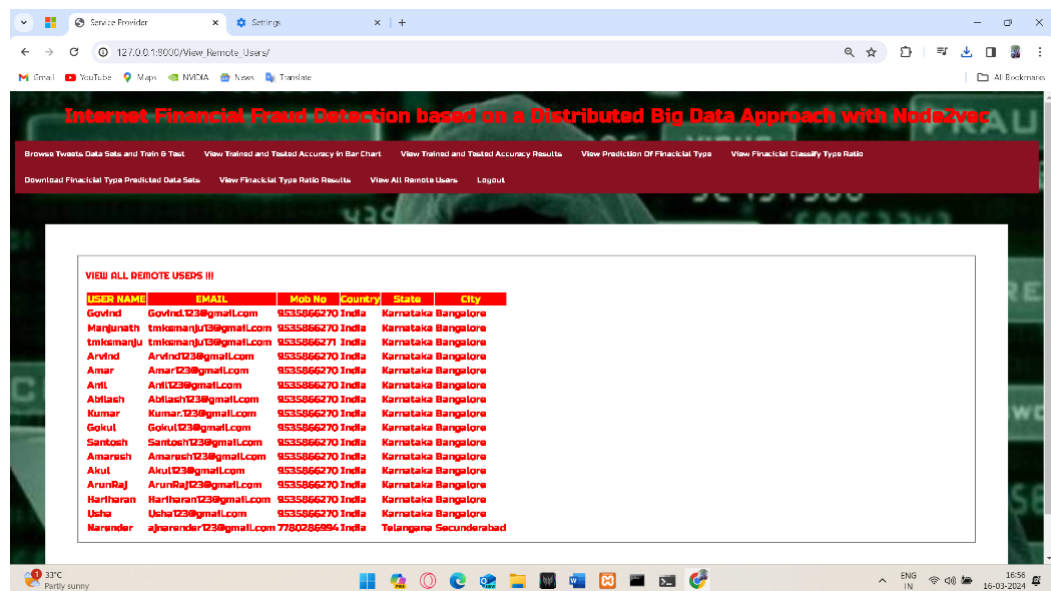 Service Provider
Settings
127.0.0.1:9000/View_Remote_Users/
Gmail YouTube Maps NVIDIA News Translate
All Bookmarks
Internet Financial Fraud Detection based on a Distributed Big Data Approach with Node2vec
FRAU
Browse Tweets Data Sets and Train & Test View Trained and Tested Accuracy in Bar Chart View Trained and Tested Accuracy Results View Prediction Of Finacicial Type View Finacicial Classify Type Ratio
Download Finacicial Type Predicted Data Sets View Finacicial Type Ratio Results View All Remote Users Logout
VIEW ALL REMOTE USERS !!!
USER NAME EMAIL Mob No Country State City
Govind Govind.123@gmail.com 9535866270 India Karnataka Bangalore
Manjunath tmksmanju13@gmail.com 9535866270 India Karnataka Bangalore
tmksmanju tmksmanju13@gmail.com 9535866271 India Karnataka Bangalore
Arvind Arvind123@gmail.com 9535866270 India Karnataka Bangalore
Amar Amar123@gmail.com 9535866270 India Karnataka Bangalore
Anil Anil123@gmail.com 9535866270 India Karnataka Bangalore
Abilash Abilash123@gmail.com 9535866270 India Karnataka Bangalore
Kumar Kumar.123@gmail.com 9535866270 India Karnataka Bangalore
Gokul Gokul123@gmail.com 9535866270 India Karnataka Bangalore
Santosh Santosh123@gmail.com 9535866270 India Karnataka Bangalore
Amaresh Amaresh123@gmail.com 9535866270 India Karnataka Bangalore
Akul Akul123@gmail.com 9535866270 India Karnataka Bangalore
ArunRaj ArunRaj123@gmail.com 9535866270 India Karnataka Bangalore
Hariharan Hariharan123@gmail.com 9535866270 India Karnataka Bangalore
Usha Usha123@gmail.com 9535866270 India Karnataka Bangalore
Narender ajnarender123@gmail.com 7780286994 India Telangana Secunderabad
33°C
Partly sunny
ENG
IN
16:56
16-03-2024